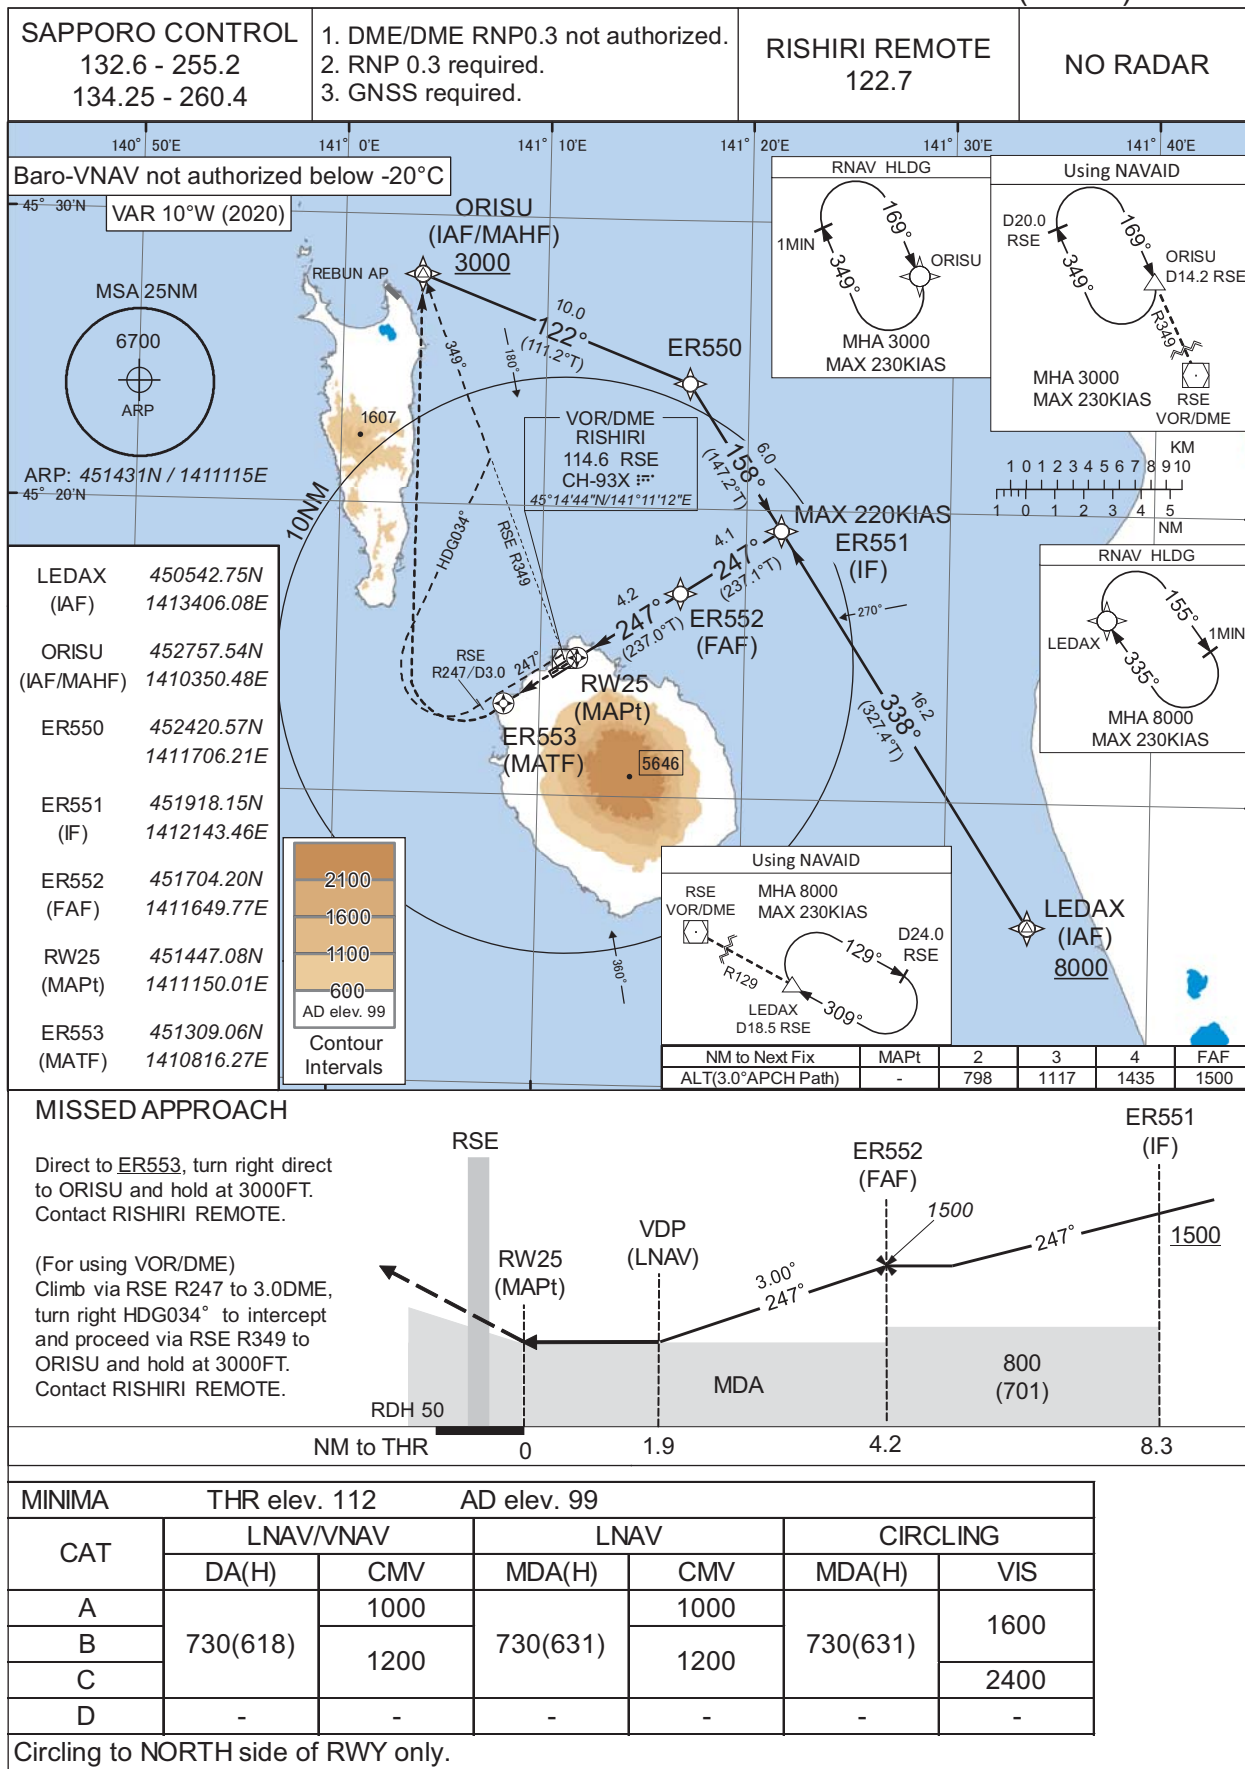 SAPPORO CONTROL
132.6 - 255.2
134.25 - 260.4
1. DME/DME RNP0.3 not authorized.
2. RNP 0.3 required.
3. GNSS required.
RISHIRI REMOTE
122.7
NO RADAR
140° 50'E
141° 0'E
141° 10'E
141° 20'E
141° 30'E
141° 40'E
Baro-VNAV not authorized below -20°C
45° 30'N
VAR 10°W (2020)
MSA 25NM
6700
ARP
ARP: 451431N / 1411115E
45° 20'N
REBUN AP
1607
ORISU
(IAF/MAHF)
3000
10.0
122°
(111.2°T)
180°
349°
ER550
6.0
158°
(147.2°T)
VOR/DME
RISHIRI
114.6 RSE
CH-93X
45°14'44"N/141°11'12"E
10NM
HDG034°
RSE R349
MAX 220KIAS
ER551
(IF)
4.1
247°
(237.1°T)
ER552
(FAF)
4.2
247°
(237.0°T)
270°
RSE
R247/D3.0
247°
RW25
(MAPt)
ER553
(MATF)
5646
16.2
338°
(327.4°T)
360°
LEDAX
(IAF)
8000
RNAV HLDG
169°
1MIN
349°
ORISU
MHA 3000
MAX 230KIAS
Using NAVAID
D20.0
RSE
169°
349°
ORISU
D14.2 RSE
R349
MHA 3000
MAX 230KIAS
RSE
VOR/DME
KM
1 0 1 2 3 4 5 6 7 8 9 10
1 0 1 2 3 4 5
NM
RNAV HLDG
155°
1MIN
LEDAX
335°
MHA 8000
MAX 230KIAS
LEDAX 450542.75N
(IAF) 1413406.08E
ORISU 452757.54N
(IAF/MAHF) 1410350.48E
ER550 452420.57N
1411706.21E
ER551 451918.15N
(IF) 1412143.46E
ER552 451704.20N
(FAF) 1411649.77E
RW25 451447.08N
(MAPt) 1411150.01E
ER553 451309.06N
(MATF) 1410816.27E
2100
1600
1100
600
AD elev. 99
Contour
Intervals
Using NAVAID
RSE
VOR/DME
MHA 8000
MAX 230KIAS
R129
129°
D24.0
RSE
309°
LEDAX
D18.5 RSE
NM to Next Fix MAPt 2 3 4 FAF
ALT(3.0°APCH Path) - 798 1117 1435 1500
MISSED APPROACH
Direct to ER553, turn right direct
to ORISU and hold at 3000FT.
Contact RISHIRI REMOTE.
(For using VOR/DME)
Climb via RSE R247 to 3.0DME,
turn right HDG034° to intercept
and proceed via RSE R349 to
ORISU and hold at 3000FT.
Contact RISHIRI REMOTE.
RSE
RW25
(MAPt)
VDP
(LNAV)
3.00°
247°
ER552
(FAF)
1500
247°
ER551
(IF)
1500
MDA
800
(701)
RDH 50
NM to THR 0 1.9 4.2 8.3
MINIMA THR elev. 112 AD elev. 99
CAT LNAV/VNAV LNAV CIRCLING
DA(H) CMV MDA(H) CMV MDA(H) VIS
A 730(618) 1000 730(631) 1000 730(631) 1600
B 1200 1200
C 2400
D - - - - - -
Circling to NORTH side of RWY only.